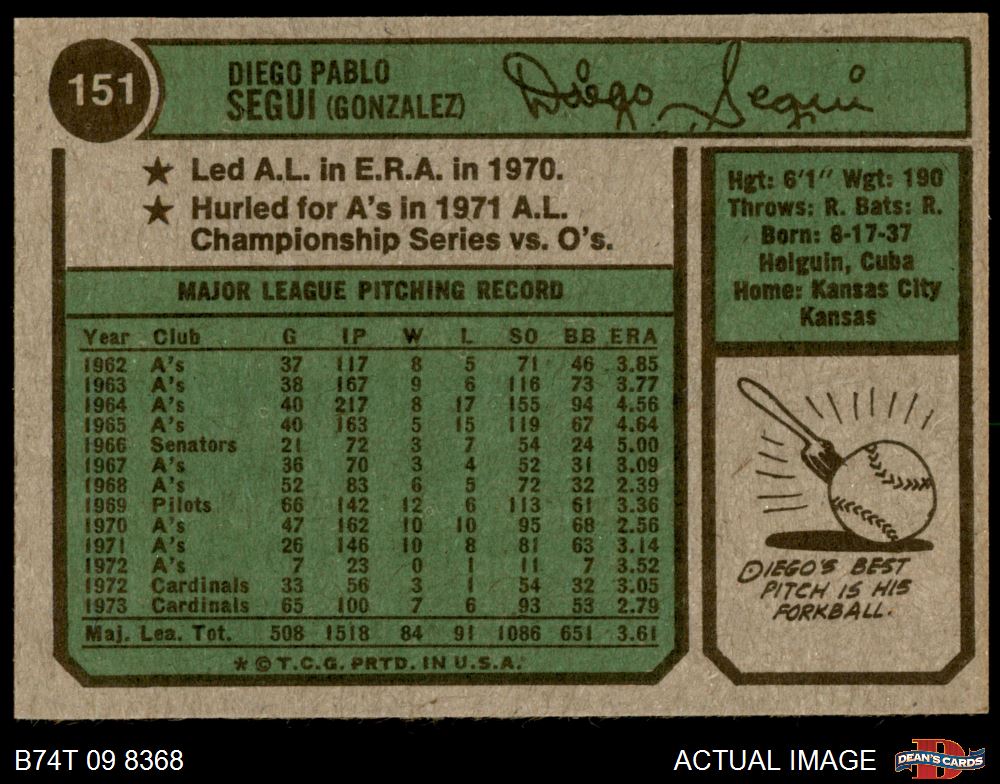 151
DIEGO PABLO
SEGUI (GONZALEZ)
Diego Segui
★ Led A.L. in E.R.A. in 1970.
★ Hurled for A's in 1971 A.L.
Championship Series vs. O's.
MAJOR LEAGUE PITCHING RECORD
Year Club G IP W L SO BB ERA
1962 A's 37 117 8 5 71 46 3.85
1963 A's 38 167 9 6 116 73 3.77
1964 A's 40 217 8 17 155 94 4.56
1965 A's 40 163 5 15 119 67 4.64
1966 Senators 21 72 3 7 54 24 5.00
1967 A's 36 70 3 4 52 31 3.09
1968 A's 52 83 6 5 72 32 2.39
1969 Pilots 66 142 12 6 113 61 3.36
1970 A's 47 162 10 10 95 68 2.56
1971 A's 26 146 10 8 81 63 3.14
1972 A's 7 23 0 1 11 7 3.52
1972 Cardinals 33 56 3 1 54 32 3.05
1973 Cardinals 65 100 7 6 93 53 2.79
Maj. Lea. Tot. 508 1518 84 91 1086 651 3.61
★ © T.C.G. PRTD. IN U.S.A.
Hgt: 6'1" Wgt: 190
Throws: R. Bats: R.
Born: 8-17-37
Holguin, Cuba
Home: Kansas City
Kansas
DIEGO'S BEST
PITCH IS HIS
FORKBALL.
B74T 09 8368
ACTUAL IMAGE
D
DEAN'S CARDS